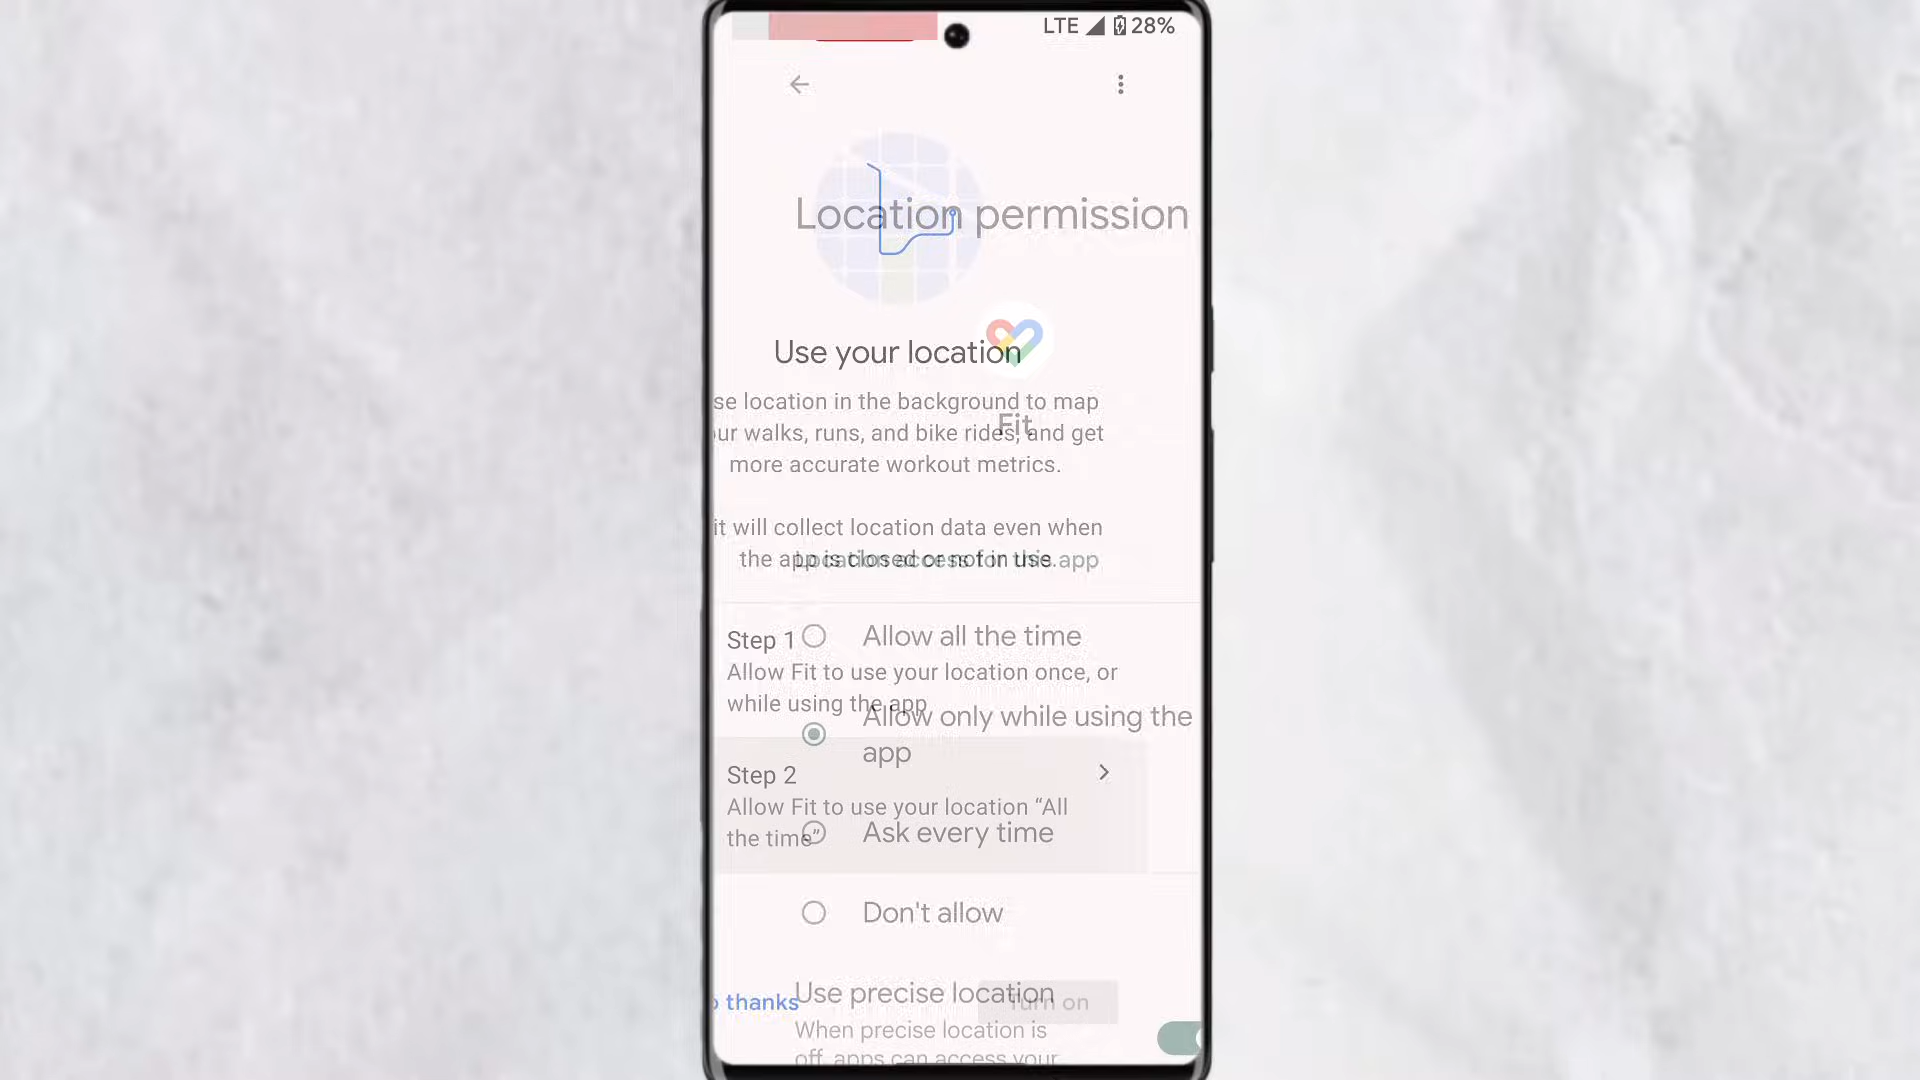 LTE 28%
Location permission
Use your location
se location in the background to map
ur walks, runs, and bike rides, and get
more accurate workout metrics.
Fit
it will collect location data even when
the app is closed or not in use.
Location access for this app
Step 1
Allow Fit to use your location once, or
while using the app
Allow all the time
Allow only while using the
app
Step 2
Allow Fit to use your location “All
the time”
Ask every time
Don't allow
Use precise location
When precise location is
off, apps can access your
thanks
Turn on